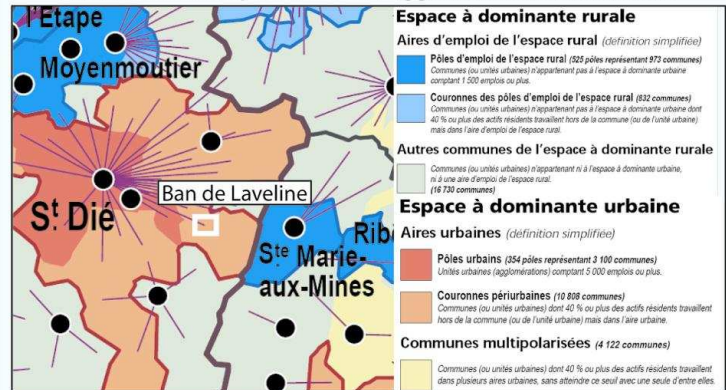 l'Etape
Moyenmoutier
Ban de Laveline
St Dié
Ste Marie-
aux-Mines
Rib
Espace à dominante rurale
Aires d'emploi de l'espace rural (définition simplifiée)
Pôles d'emploi de l'espace rural (525 pôles représentant 973 communes)
Communes (ou unités urbaines) n'appartenant pas à l'espace à dominante urbaine
comptant 1 500 emplois ou plus.
Couronnes des pôles d'emploi de l'espace rural (832 communes)
Communes (ou unités urbaines) n'appartenant pas à l'espace à dominante urbaine dont
40 % ou plus des actifs résidents travaillent hors de la commune (ou de l'unité urbaine)
mais dans l'aire d'emploi de l'espace rural.
Autres communes de l'espace à dominante rurale
Communes (ou unités urbaines) n'appartenant ni à l'espace à dominante urbaine,
ni à une aire d'emploi de l'espace rural.
(16 730 communes)
Espace à dominante urbaine
Aires urbaines (définition simplifiée)
Pôles urbains (354 pôles représentant 3 100 communes)
Unités urbaines (agglomérations) comptant 5 000 emplois ou plus.
Couronnes périurbaines (10 808 communes)
Communes (ou unités urbaines) dont 40 % ou plus des actifs résidents travaillent
hors de la commune (ou de l'unité urbaine) mais dans l'aire urbaine.
Communes multipolarisées (4 122 communes)
Communes (ou unités urbaines) dont 40 % ou plus des actifs résidents travaillent
dans plusieurs aires urbaines, sans atteindre ce seuil avec une seule d'entre elles.